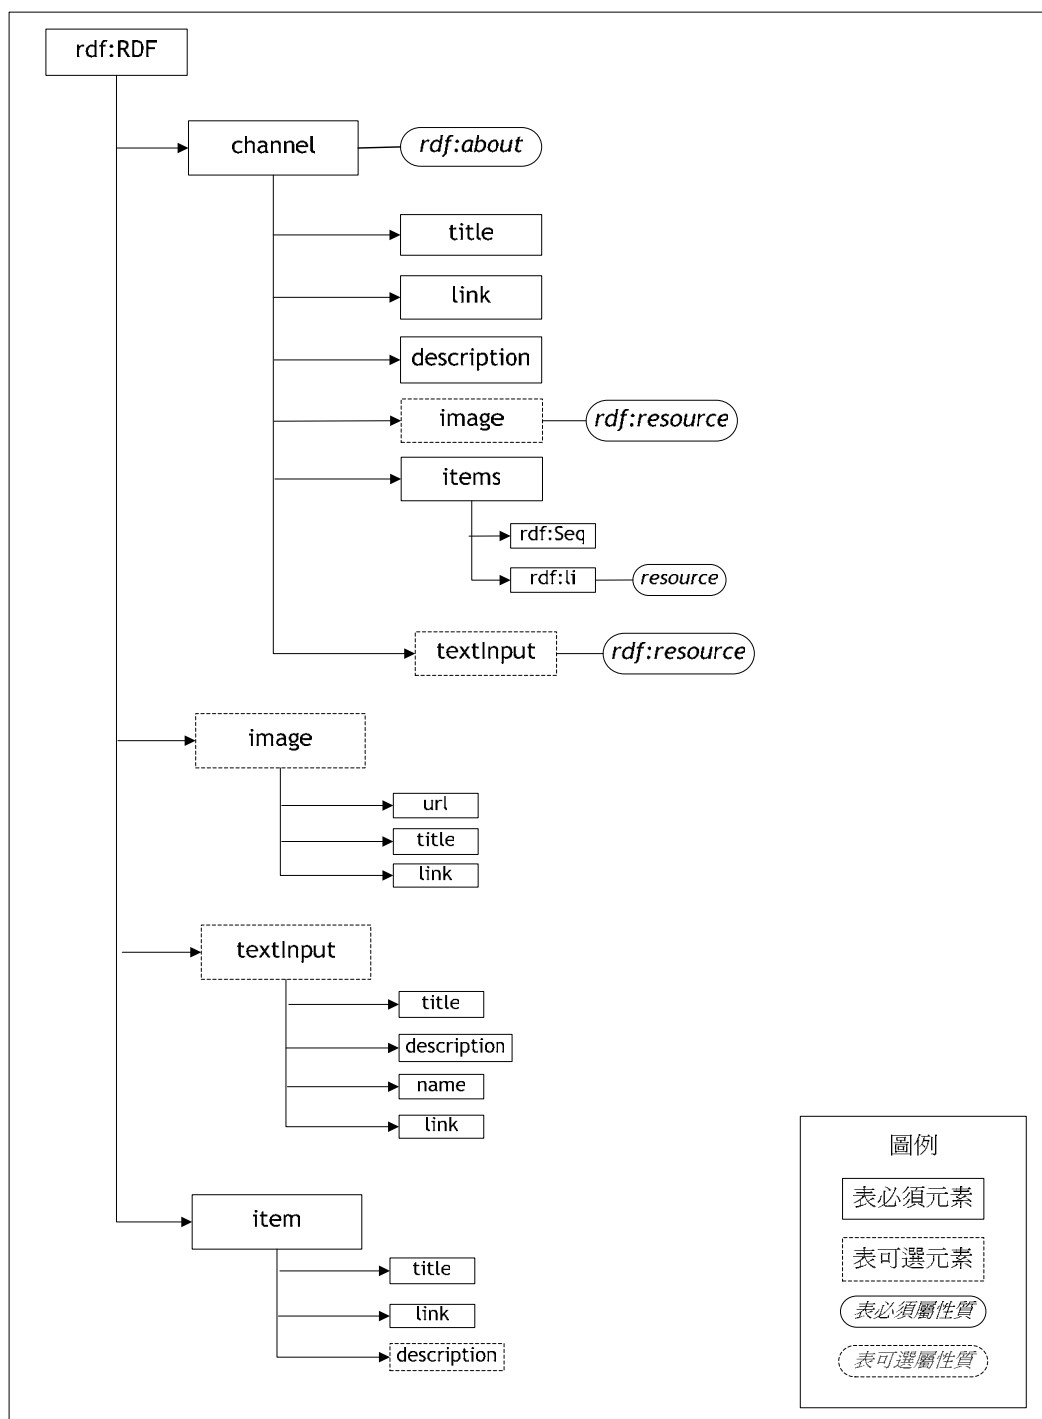 rdf:RDF
channel
rdf:about
title
link
description
image
rdf:resource
items
rdf:Seq
rdf:li
resource
textInput
rdf:resource
image
url
title
link
textInput
title
description
name
link
item
title
link
description
圖例
表必須元素
表可選元素
表必須屬性質
表可選屬性質